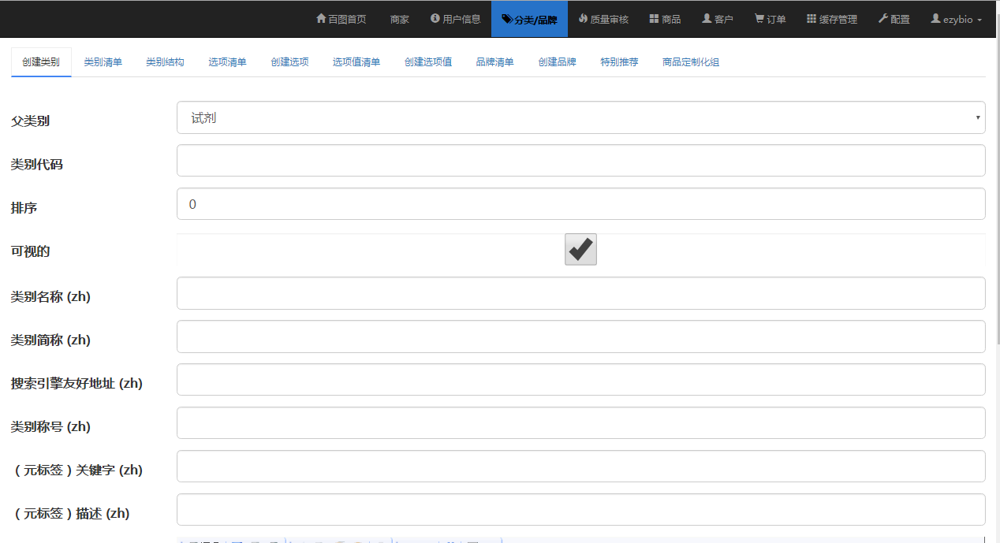 百图首页 商家 用户信息 分类/品牌 质量审核 商品 客户 订单 缓存管理 配置 ezybio
创建类别 类别清单 类别结构 选项清单 创建选项 选项值清单 创建选项值 品牌清单 创建品牌 特别推荐 商品定制化组
父类别 试剂
类别代码
排序 0
可视的
类别名称 (zh)
类别简称 (zh)
搜索引擎友好地址 (zh)
类别称号 (zh)
（元标签）关键字 (zh)
（元标签）描述 (zh)